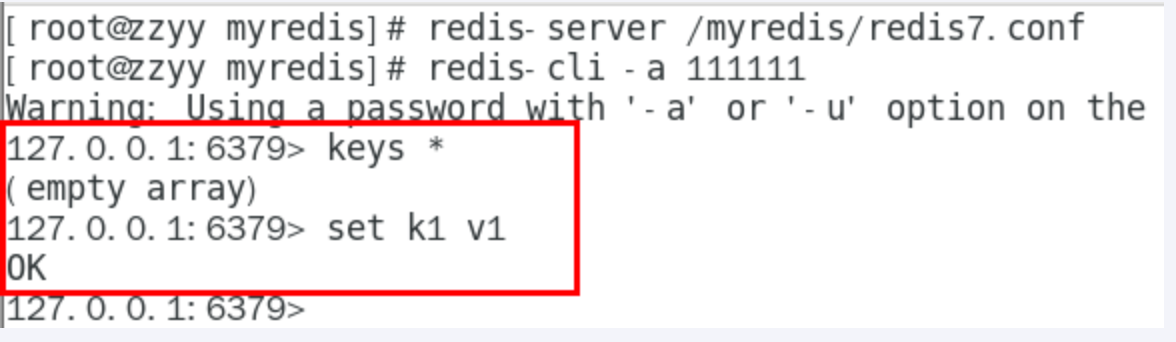 [root@zzyy myredis]# redis-server /myredis/redis7.conf
[root@zzyy myredis]# redis-cli -a 111111
Warning: Using a password with '-a' or '-u' option on the
127.0.0.1:6379> keys *
(empty array)
127.0.0.1:6379> set k1 v1
OK
127.0.0.1:6379>